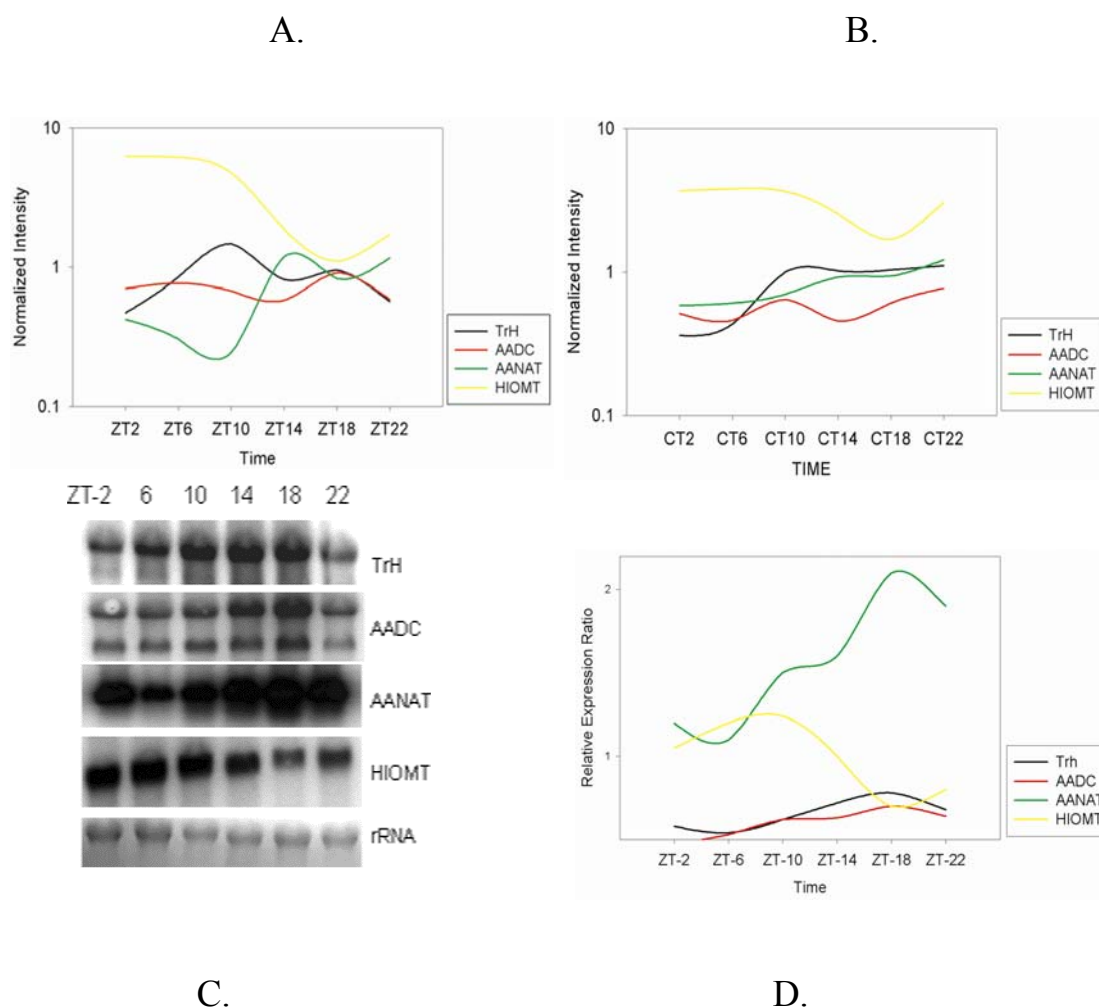 A.
B.
10
1
0.1
Normalized Intensity
ZT2 ZT6 ZT10 ZT14 ZT18 ZT22
Time
TrH
AADC
AANAT
HIOMT
10
1
0.1
Normalized Intensity
CT2 CT6 CT10 CT14 CT18 CT22
TIME
TrH
AADC
AANAT
HIOMT
ZT-2 6 10 14 18 22
TrH
AADC
AANAT
HIOMT
rRNA
2
1
Relative Expression Ratio
ZT-2 ZT-6 ZT-10 ZT-14 ZT-18 ZT-22
Time
Trh
AADC
AANAT
HIOMT
C.
D.